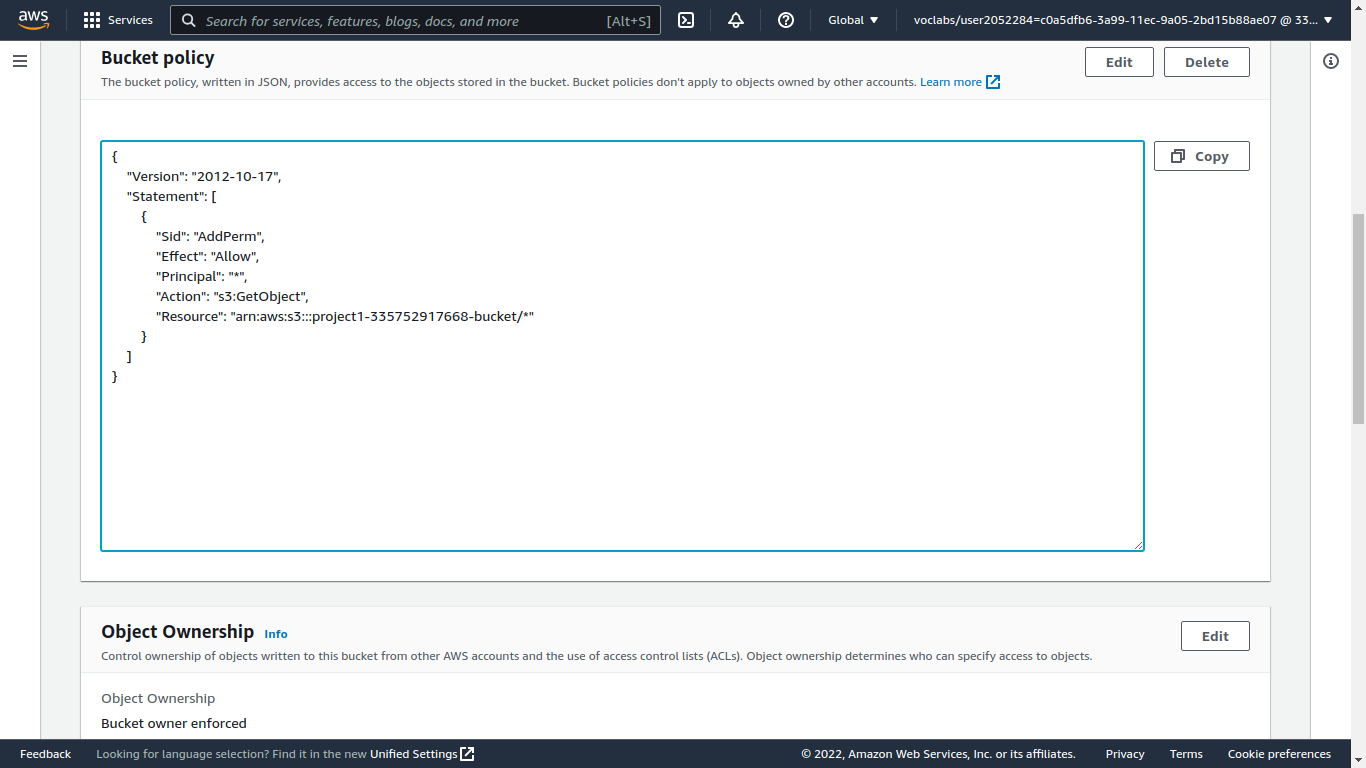 aws
Services
Search for services, features, blogs, docs, and more [Alt+S]
Global
voclabs/user2052284=c0a5dfb6-3a99-11ec-9a05-2bd15b88ae07 @ 33...
Bucket policy
Edit
Delete
The bucket policy, written in JSON, provides access to the objects stored in the bucket. Bucket policies don't apply to objects owned by other accounts. Learn more
Copy
{
"Version": "2012-10-17",
"Statement": [
{
"Sid": "AddPerm",
"Effect": "Allow",
"Principal": "*",
"Action": "s3:GetObject",
"Resource": "arn:aws:s3:::project1-335752917668-bucket/*"
}
]
}
Object Ownership Info
Edit
Control ownership of objects written to this bucket from other AWS accounts and the use of access control lists (ACLs). Object ownership determines who can specify access to objects.
Object Ownership
Bucket owner enforced
Feedback
Looking for language selection? Find it in the new Unified Settings
© 2022, Amazon Web Services, Inc. or its affiliates.
Privacy
Terms
Cookie preferences